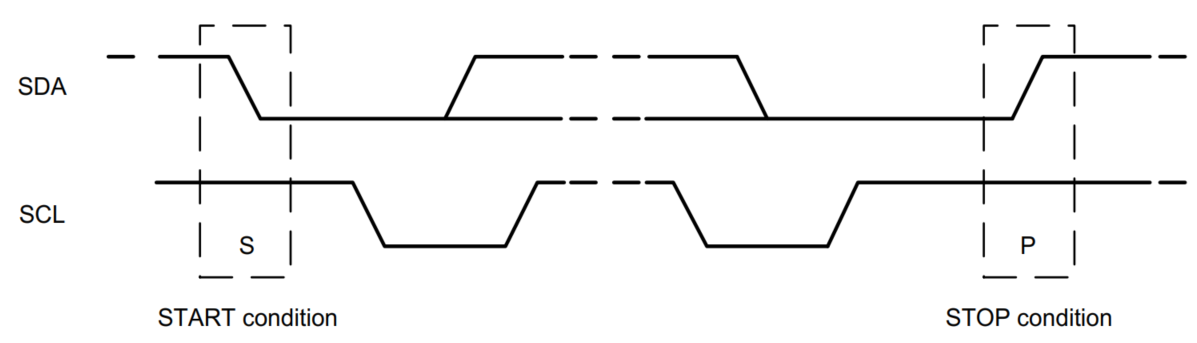 SDA
SCL
S
P
START condition
STOP condition